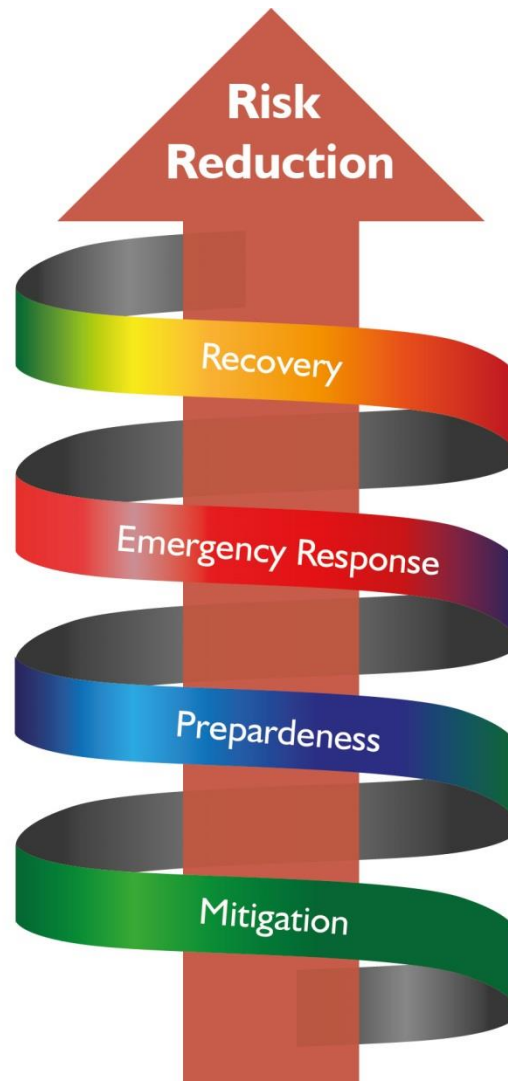 Risk
Reduction
Recovery
Emergency Response
Prepardeness
Mitigation